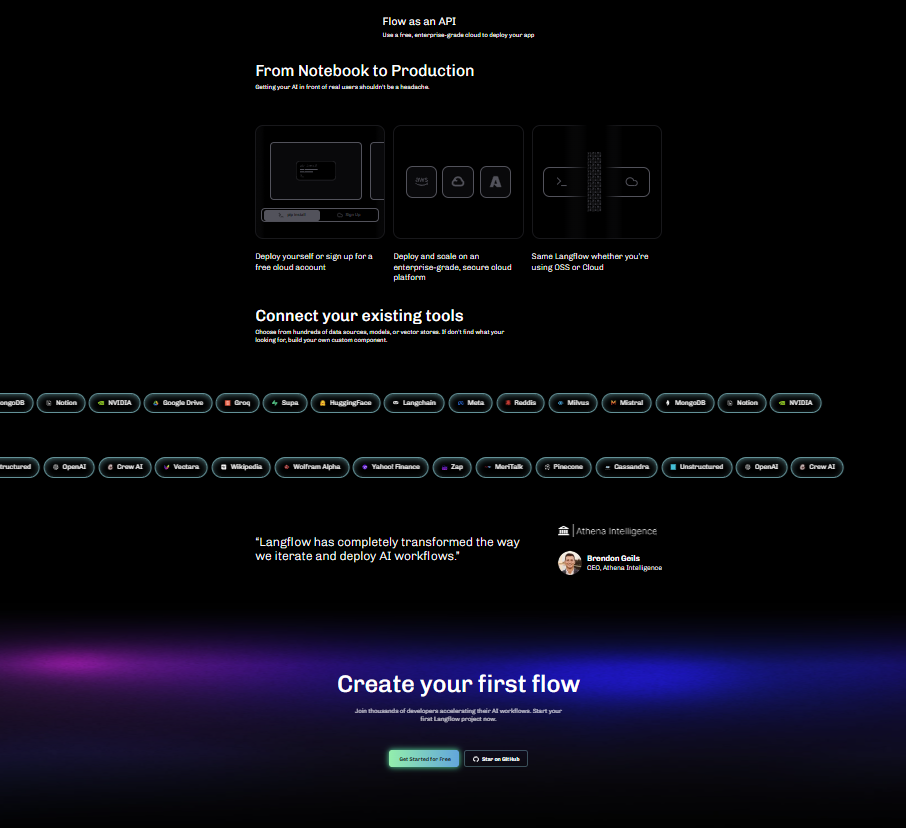 Flow as an API
Use a free, enterprise-grade cloud to deploy your app
From Notebook to Production
Getting your AI in front of real users shouldn't be a headache.
aws
Sign Up
Deploy yourself or sign up for a
free cloud account
Deploy and scale on an
enterprise-grade, secure cloud
platform
Same Langflow whether you're
using OSS or Cloud
Connect your existing tools
Choose from hundreds of data sources, models, or vector stores. If don't find what your
looking for, build your own custom component.
ongoDB Notion NVIDIA Google Drive Groq Supa HuggingFace Langchain Meta Reddis Milvus Mistral MongoDB Notion NVIDIA
tructured OpenAI Crew AI Vectara Wikipedia Wolfram Alpha Yahoo! Finance Zap MeriTalk Pinecone Cassandra Unstructured OpenAI Crew AI
"Langflow has completely transformed the way
we iterate and deploy AI workflows."
Athena Intelligence
Brendon Geils
CEO, Athena Intelligence
Create your first flow
Join thousands of developers accelerating their AI workflows. Start your
first Langflow project now.
Get Started for Free Star on GitHub